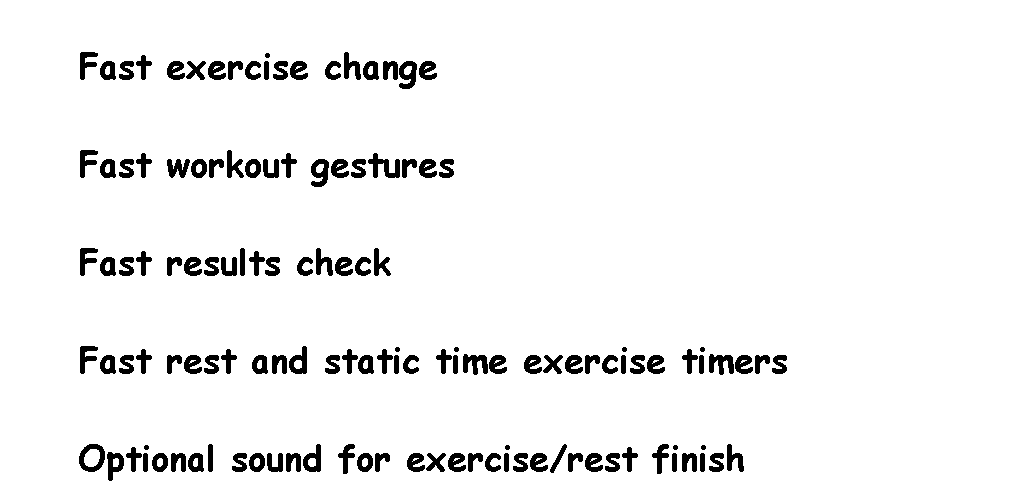 Fast exercise change
Fast workout gestures
Fast results check
Fast rest and static time exercise timers
Optional sound for exercise/rest finish